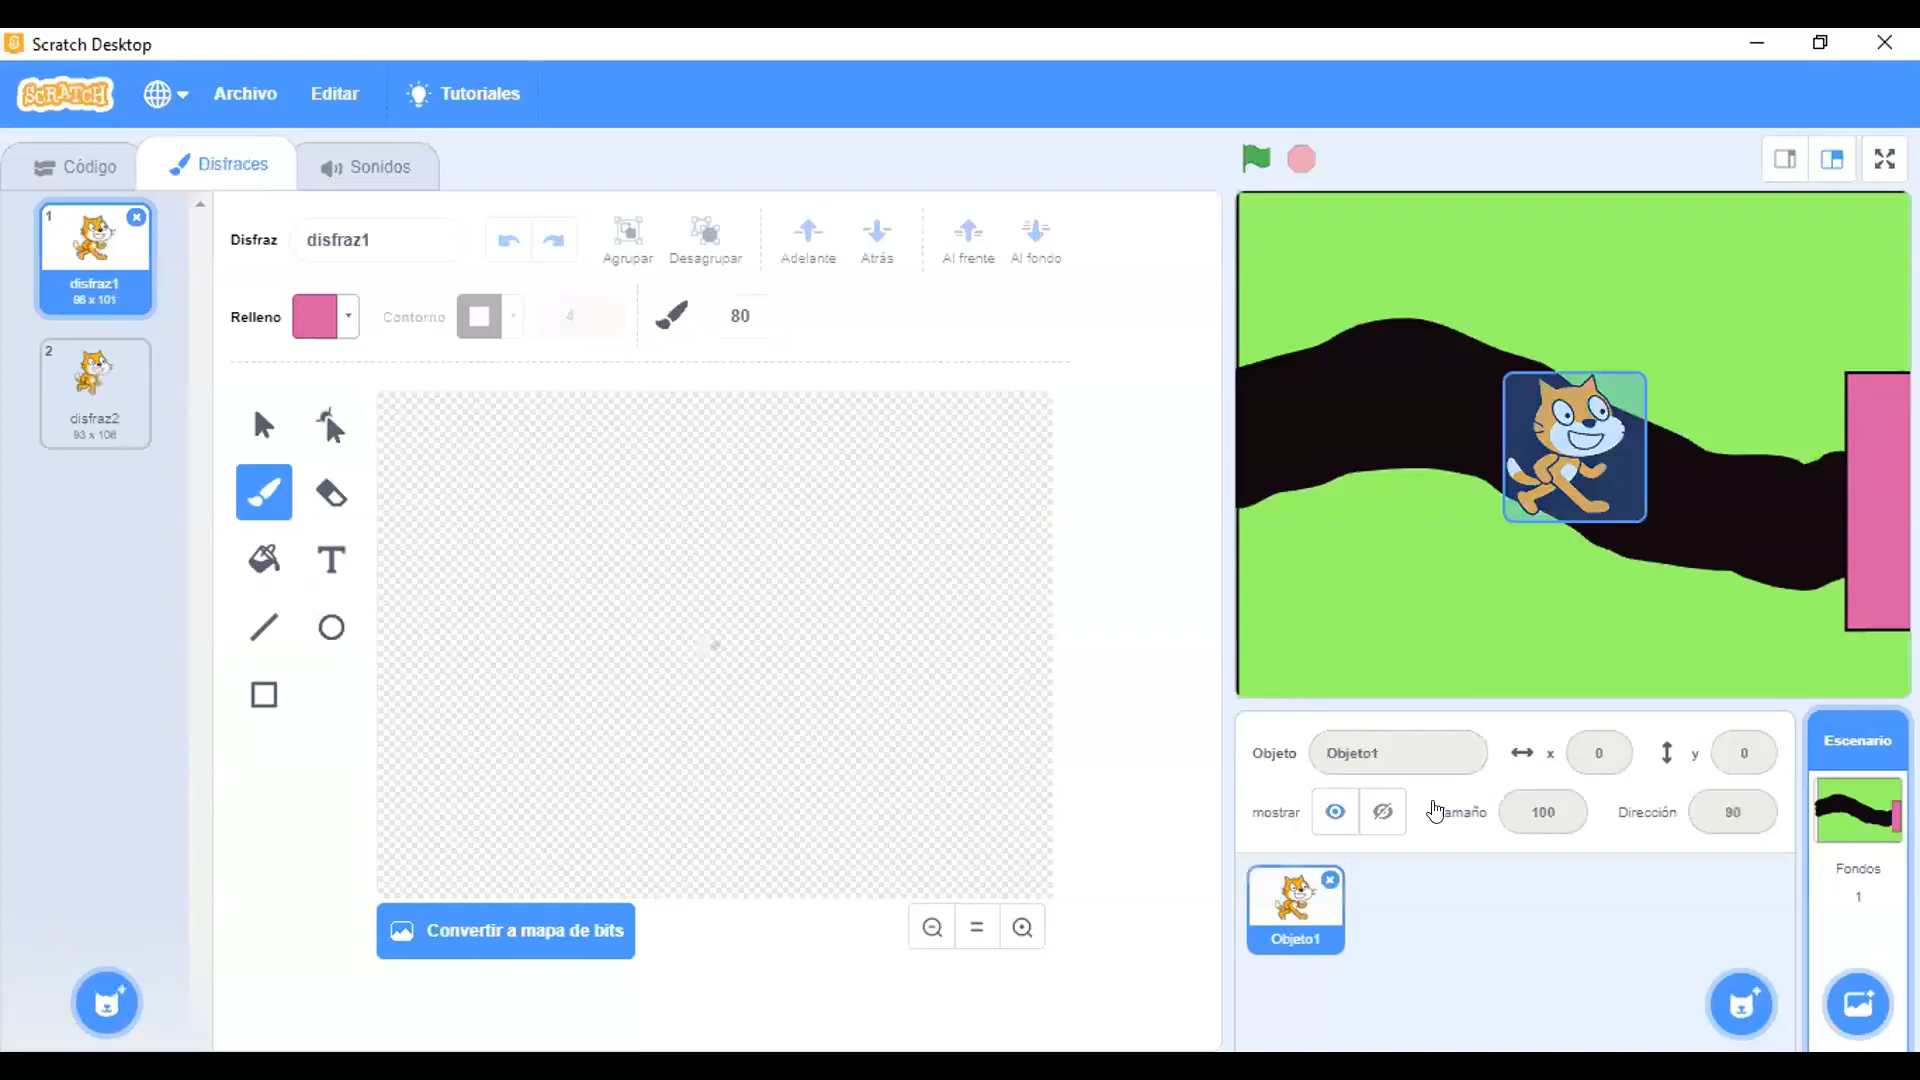 Scratch Desktop
SCRATCH Archivo Editar Tutoriales
Código Disfraces Sonidos
1
disfraz1
96 x 101
2
disfraz2
93 x 106
Disfraz disfraz1
Agrupar Desagrupar Adelante Atrás Al frente Al fondo
Relleno Contorno 4 80
Convertir a mapa de bits
Objeto Objeto1 x 0 y 0
mostrar Tamaño 100 Dirección 90
Objeto1
Escenario
Fondos
1